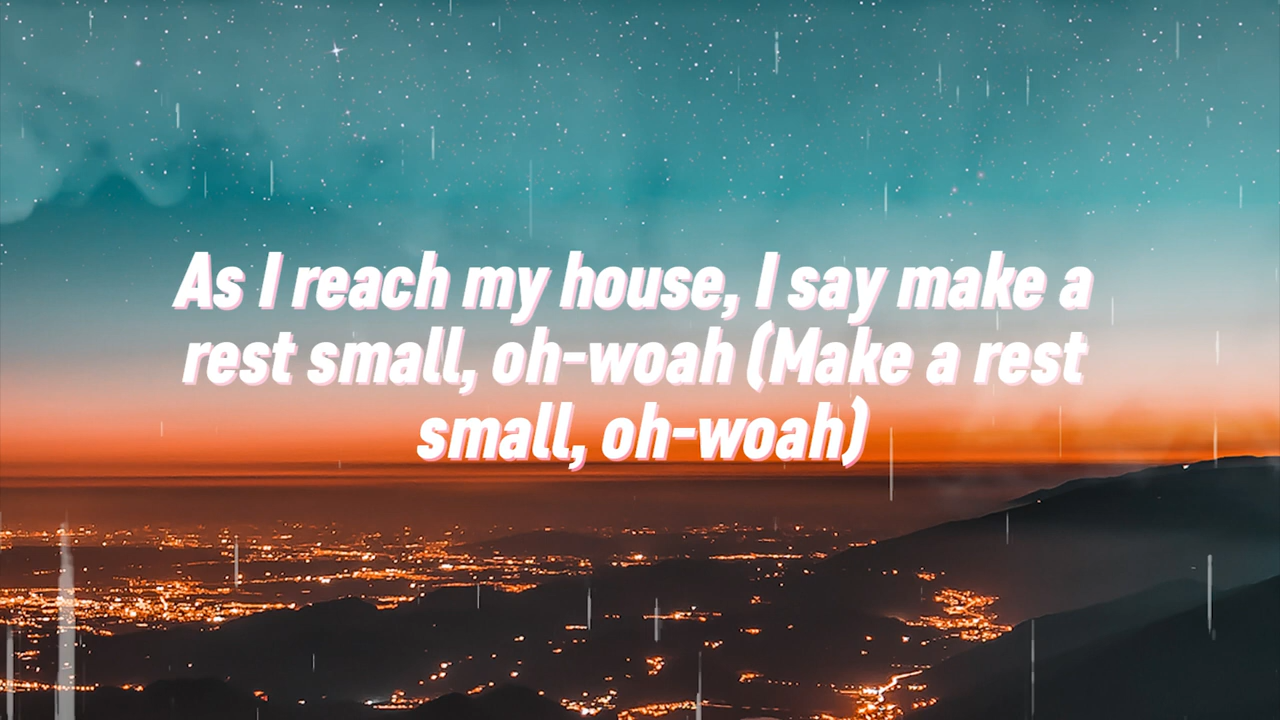 As I reach my house, I say make a
rest small, oh-woah (Make a rest
small, oh-woah)